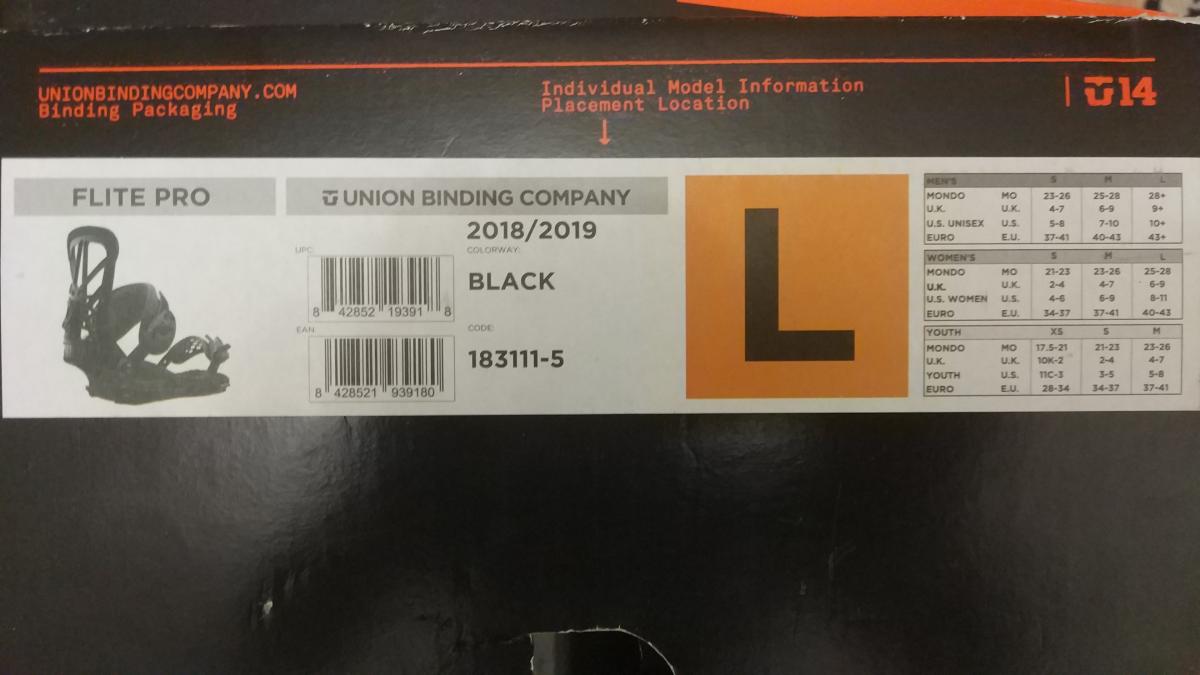 UNIONBINDINGCOMPANY.COM
Binding Packaging
Individual Model Information
Placement Location
14
FLITE PRO
UNION BINDING COMPANY
2018/2019
UPC:
COLORWAY:
BLACK
8 42852 19391 8
EAN:
CODE:
183111-5
8 428521 939180
L
MEN'S S M L
MONDO MO 23-26 25-28 28+
U.K. U.K. 4-7 6-9 9+
U.S. UNISEX U.S. 5-8 7-10 10+
EURO E.U. 37-41 40-43 43+
WOMEN'S S M L
MONDO MO 21-23 23-26 25-28
U.K. U.K. 2-4 4-7 6-9
U.S. WOMEN U.S. 4-6 6-9 8-11
EURO E.U. 34-37 37-41 40-43
YOUTH XS S M
MONDO MO 17.5-21 21-23 23-26
U.K. U.K. 10K-2 2-4 4-7
YOUTH U.S. 11C-3 3-5 5-8
EURO E.U. 28-34 34-37 37-41